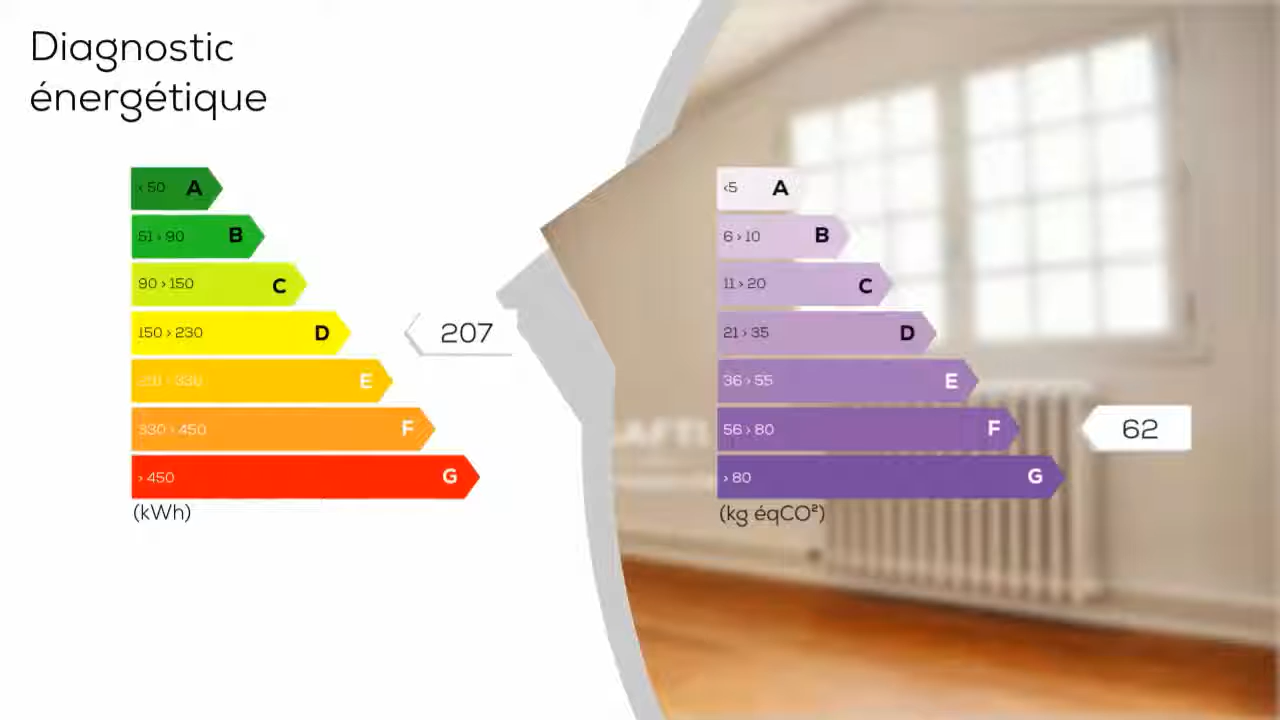 Diagnostic
énergétique
< 50 A
51 > 90 B
90 > 150 C
150 > 230 D
207
E
330 > 450 F
> 450 G
(kWh)
<5 A
6 > 10 B
11 > 20 C
21 > 35 D
36 > 55 E
56 > 80 F
62
> 80 G
(kg éqCO²)